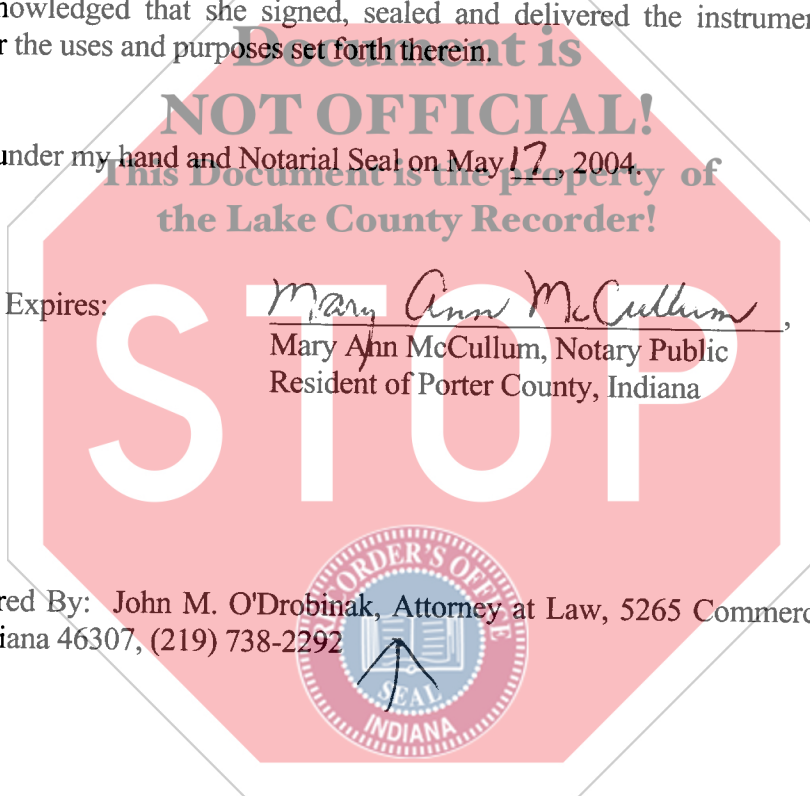 nowledged that she signed, sealed and delivered the instrumen
r the uses and purposes set forth therein.
Document is
NOT OFFICIAL!
under my hand and Notarial Seal on May 17, 2004.
This Document is the property of
the Lake County Recorder!
Expires:
Mary Ann McCullum,
Mary Ann McCullum, Notary Public
Resident of Porter County, Indiana
STOP
RECORDER'S OFFICE
red By: John M. O'Drobinak, Attorney at Law, 5265 Commerc
iana 46307, (219) 738-2292
SEAL
INDIANA